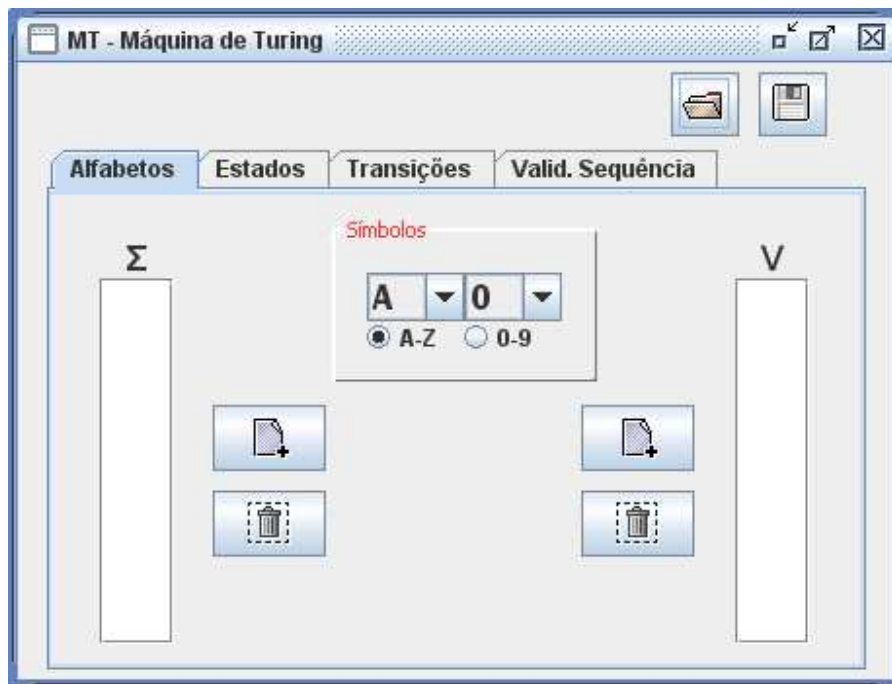 MT - Máquina de Turing
Alfabetos Estados Transições Valid. Sequência
Símbolos
Σ V
A 0
A-Z 0-9